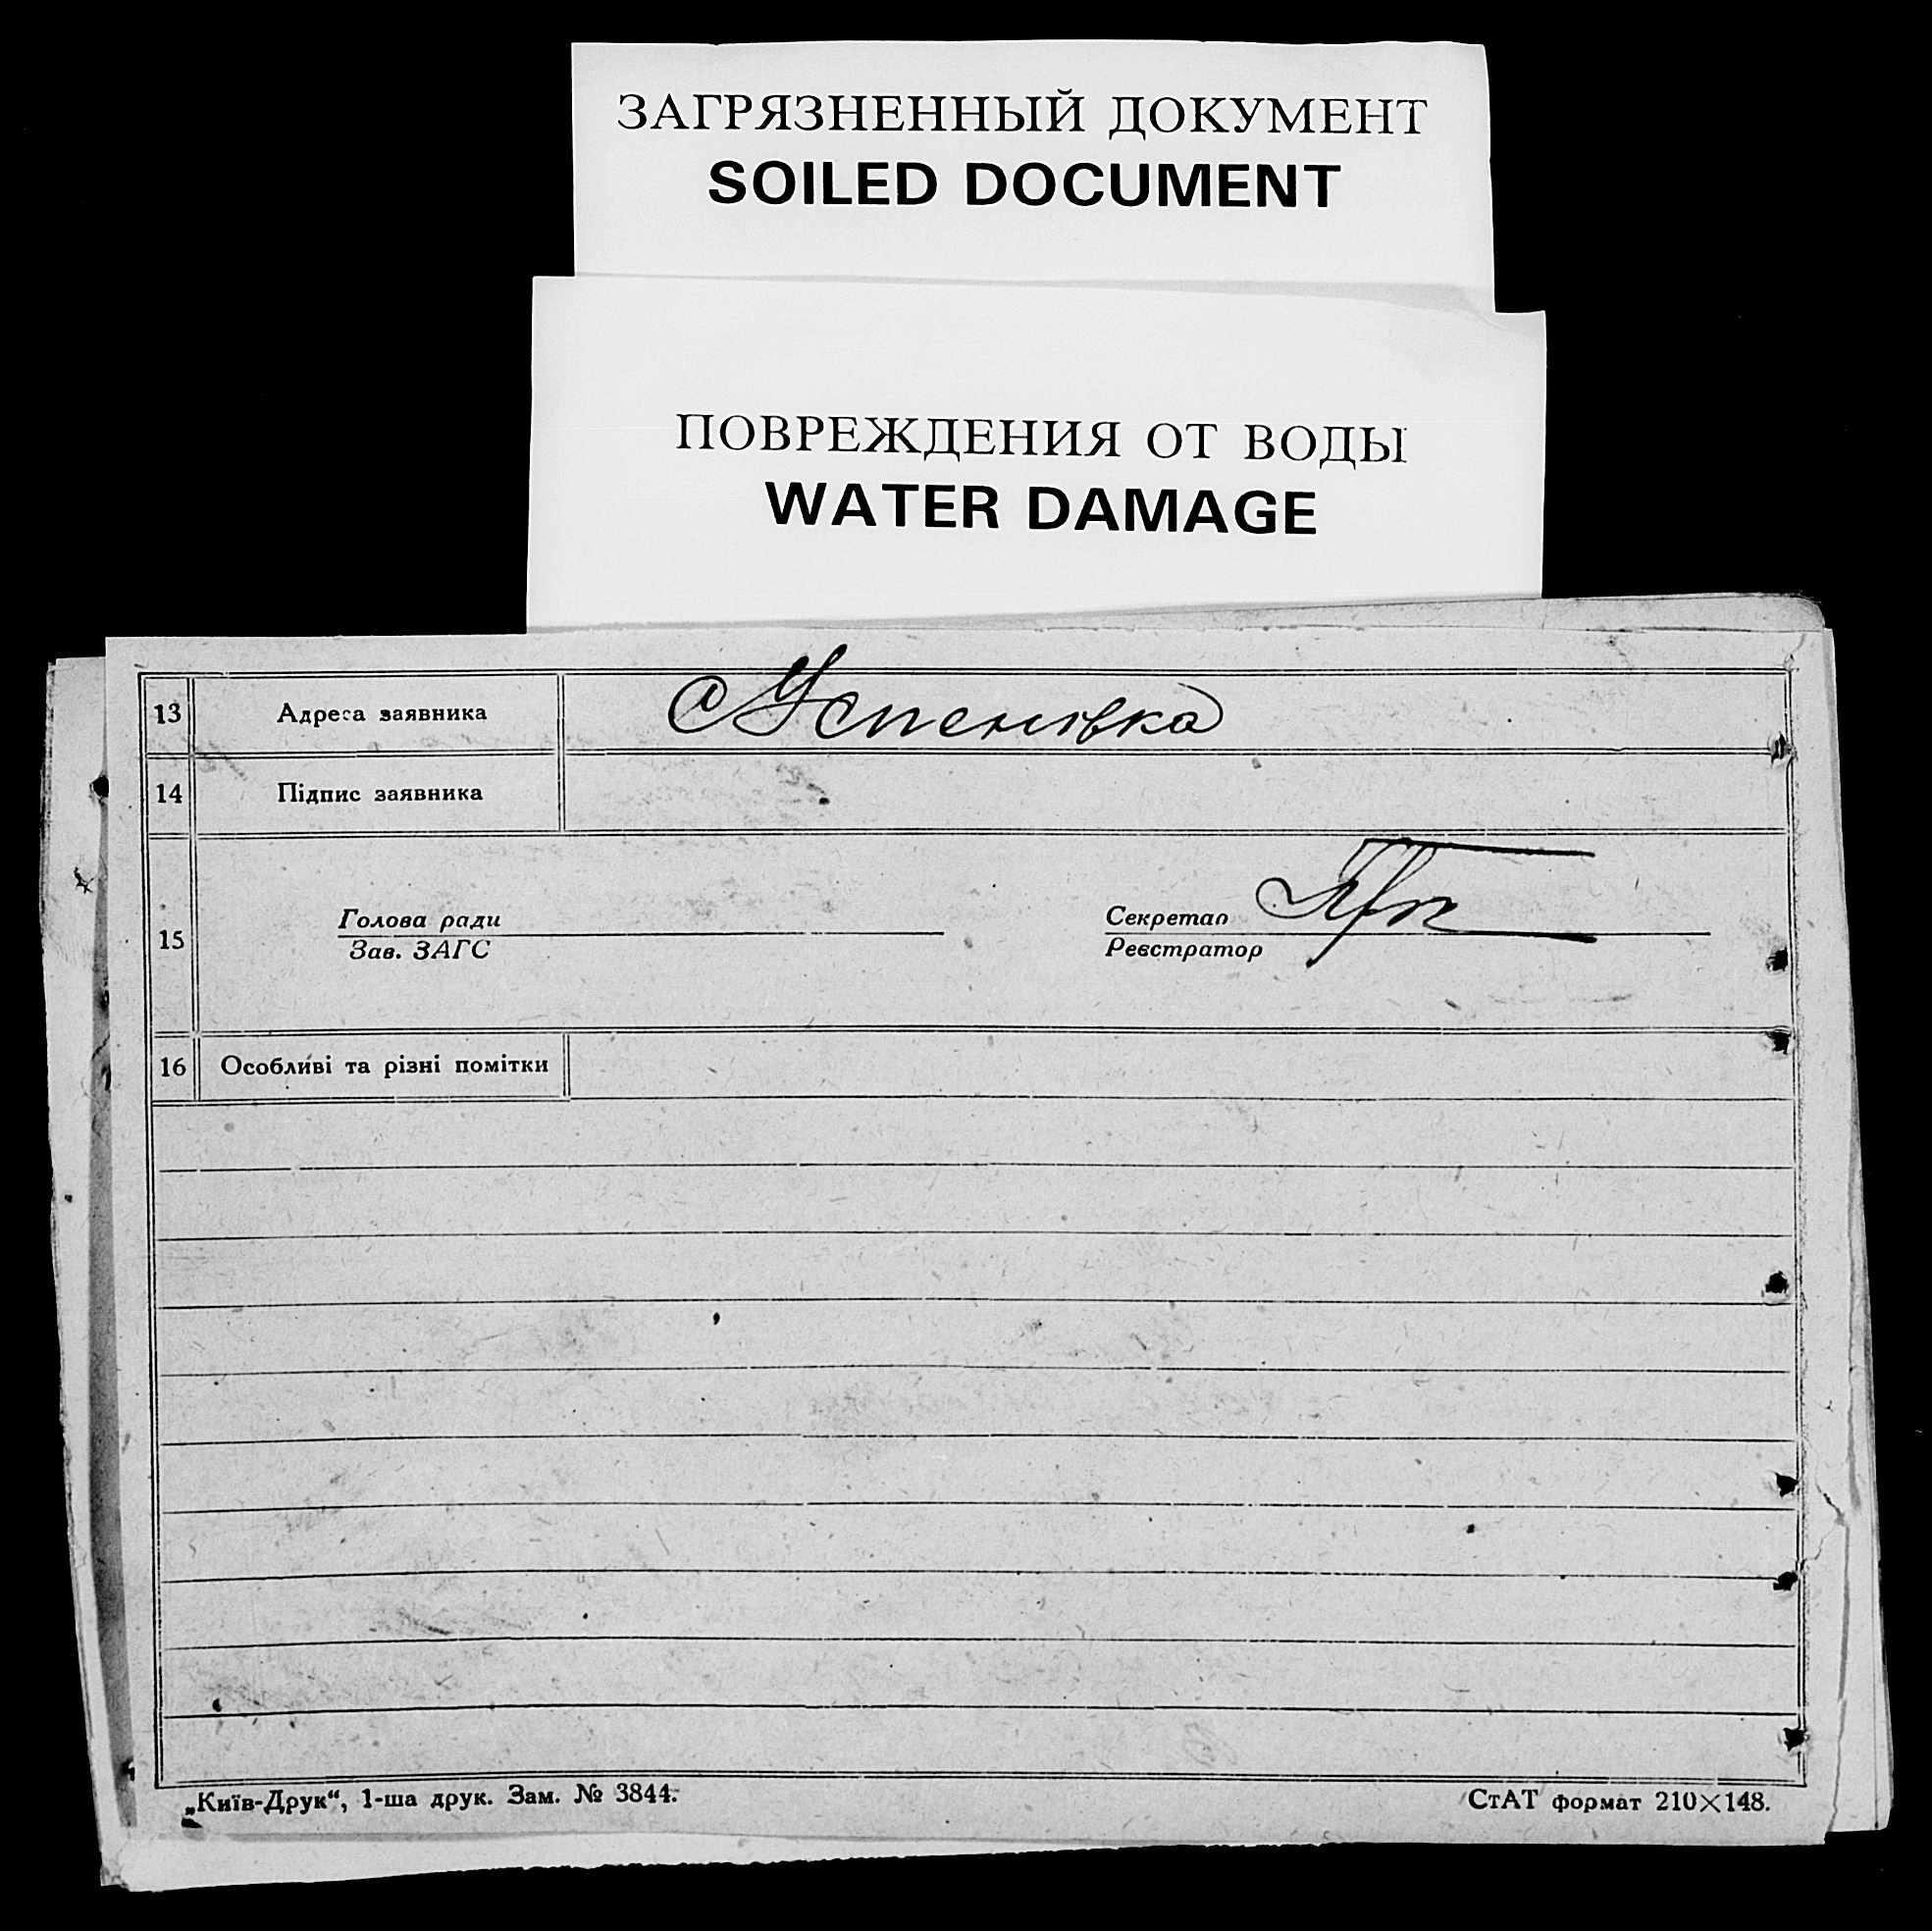 ЗАГРЯЗНЕННЫЙ ДОКУМЕНТ
SOILED DOCUMENT
ПОВРЕЖДЕНИЯ ОТ ВОДЫ
WATER DAMAGE
13 Адреса заявника с Успеновка
14 Підпис заявника
15 Голова ради
Зав. ЗАГС
Секретар
Реєстратор
16 Особливі та різні помітки
„Київ-Друк“, 1-ша друк. Зам. № 3844.
СтАТ формат 210×148.